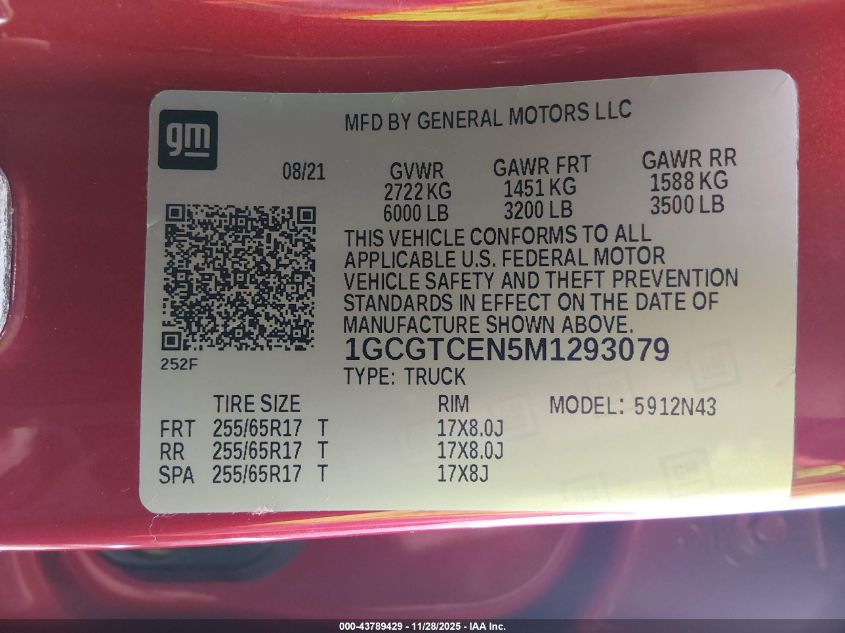 gm
MFD BY GENERAL MOTORS LLC
08/21 GVWR GAWR FRT GAWR RR
2722 KG 1451 KG 1588 KG
6000 LB 3200 LB 3500 LB
THIS VEHICLE CONFORMS TO ALL
APPLICABLE U.S. FEDERAL MOTOR
VEHICLE SAFETY AND THEFT PREVENTION
STANDARDS IN EFFECT ON THE DATE OF
MANUFACTURE SHOWN ABOVE.
252F
1GCGTCEN5M1293079
TYPE: TRUCK
TIRE SIZE RIM MODEL: 5912N43
FRT 255/65R17 T 17X8.0J
RR 255/65R17 T 17X8.0J
SPA 255/65R17 T 17X8J
000-43789429 | 11/28/2025 - IAA Inc.